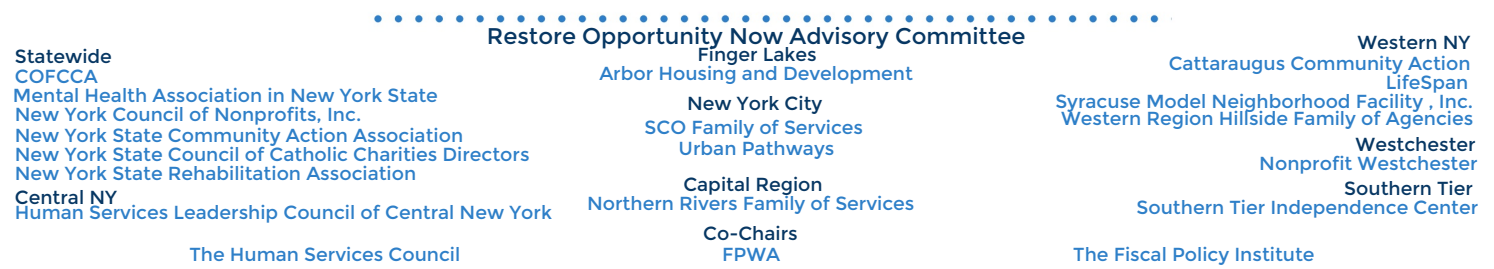 Restore Opportunity Now Advisory Committee
Statewide
COFCCA
Mental Health Association in New York State
New York Council of Nonprofits, Inc.
New York State Community Action Association
New York State Council of Catholic Charities Directors
New York State Rehabilitation Association
Central NY
Human Services Leadership Council of Central New York
Finger Lakes
Arbor Housing and Development
New York City
SCO Family of Services
Urban Pathways
Capital Region
Northern Rivers Family of Services
Western NY
Cattaraugus Community Action
LifeSpan
Syracuse Model Neighborhood Facility , Inc.
Western Region Hillside Family of Agencies
Westchester
Nonprofit Westchester
Southern Tier
Southern Tier Independence Center
Co-Chairs
The Human Services Council
FPWA
The Fiscal Policy Institute